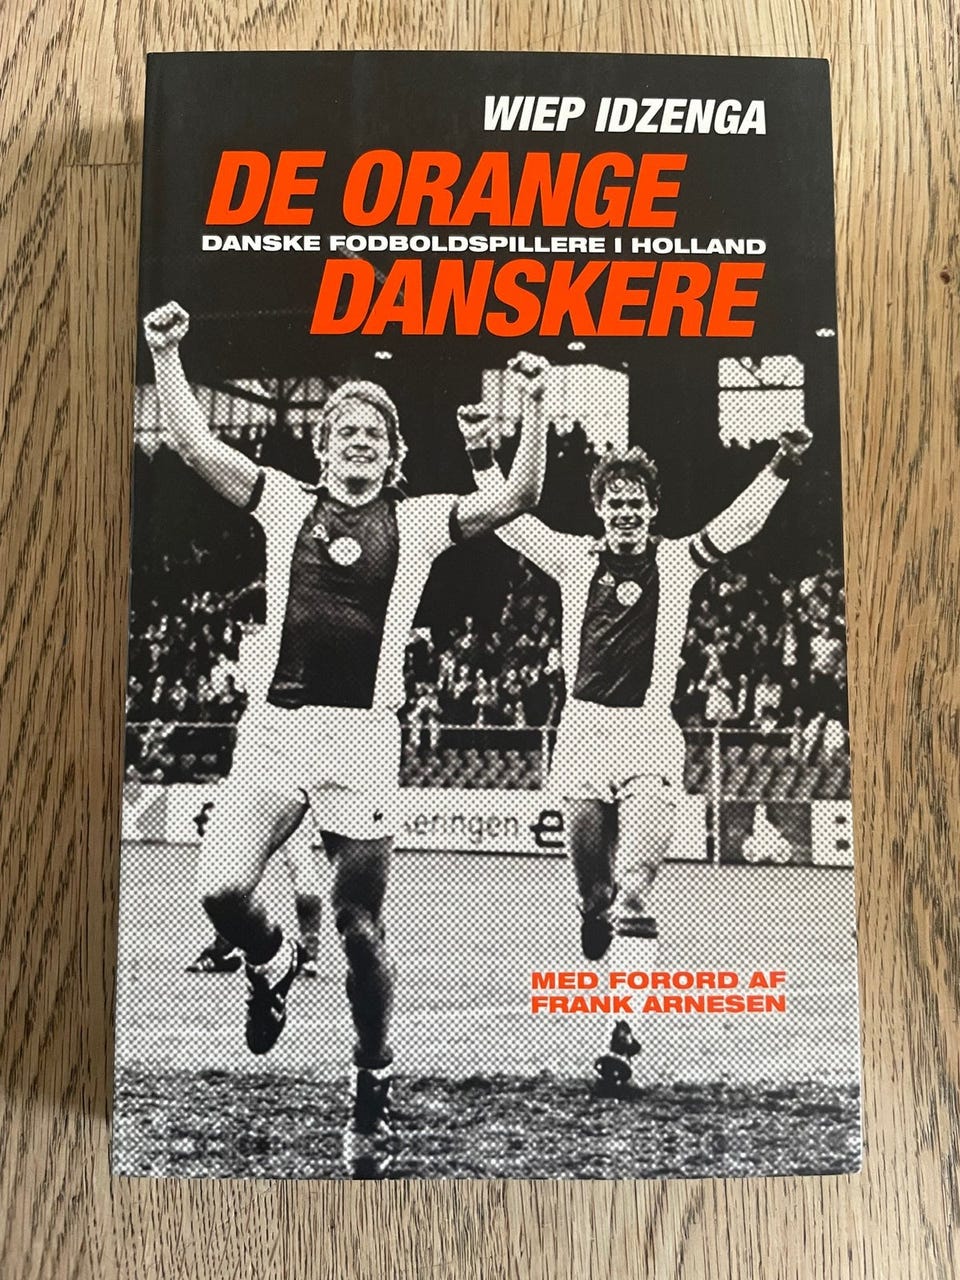 WIEP IDZENGA
DE ORANGE
DANSKE FODBOLDSPILLERE I HOLLAND
DANSKERE
MED FORORD AF
FRANK ARNESEN